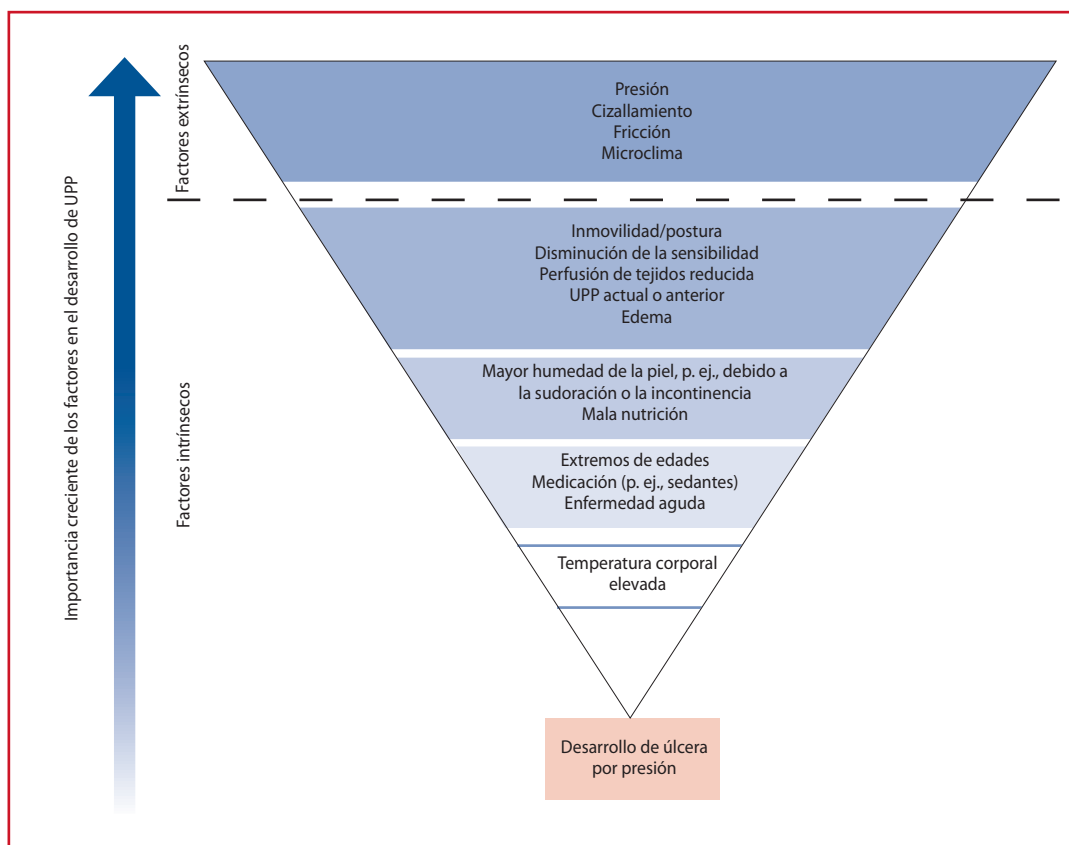 Importancia creciente de los factores en el desarrollo de UPP
Factores extrínsecos
Presión
Cizallamiento
Fricción
Microclima
Factores intrínsecos
Inmovilidad/postura
Disminución de la sensibilidad
Perfusión de tejidos reducida
UPP actual o anterior
Edema
Mayor humedad de la piel, p. ej., debido a
la sudoración o la incontinencia
Mala nutrición
Extremos de edades
Medicación (p. ej., sedantes)
Enfermedad aguda
Temperatura corporal
elevada
Desarrollo de úlcera
por presión